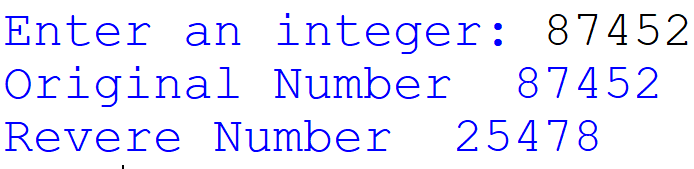 Enter an integer: 87452
Original Number  87452
Revere Number  25478